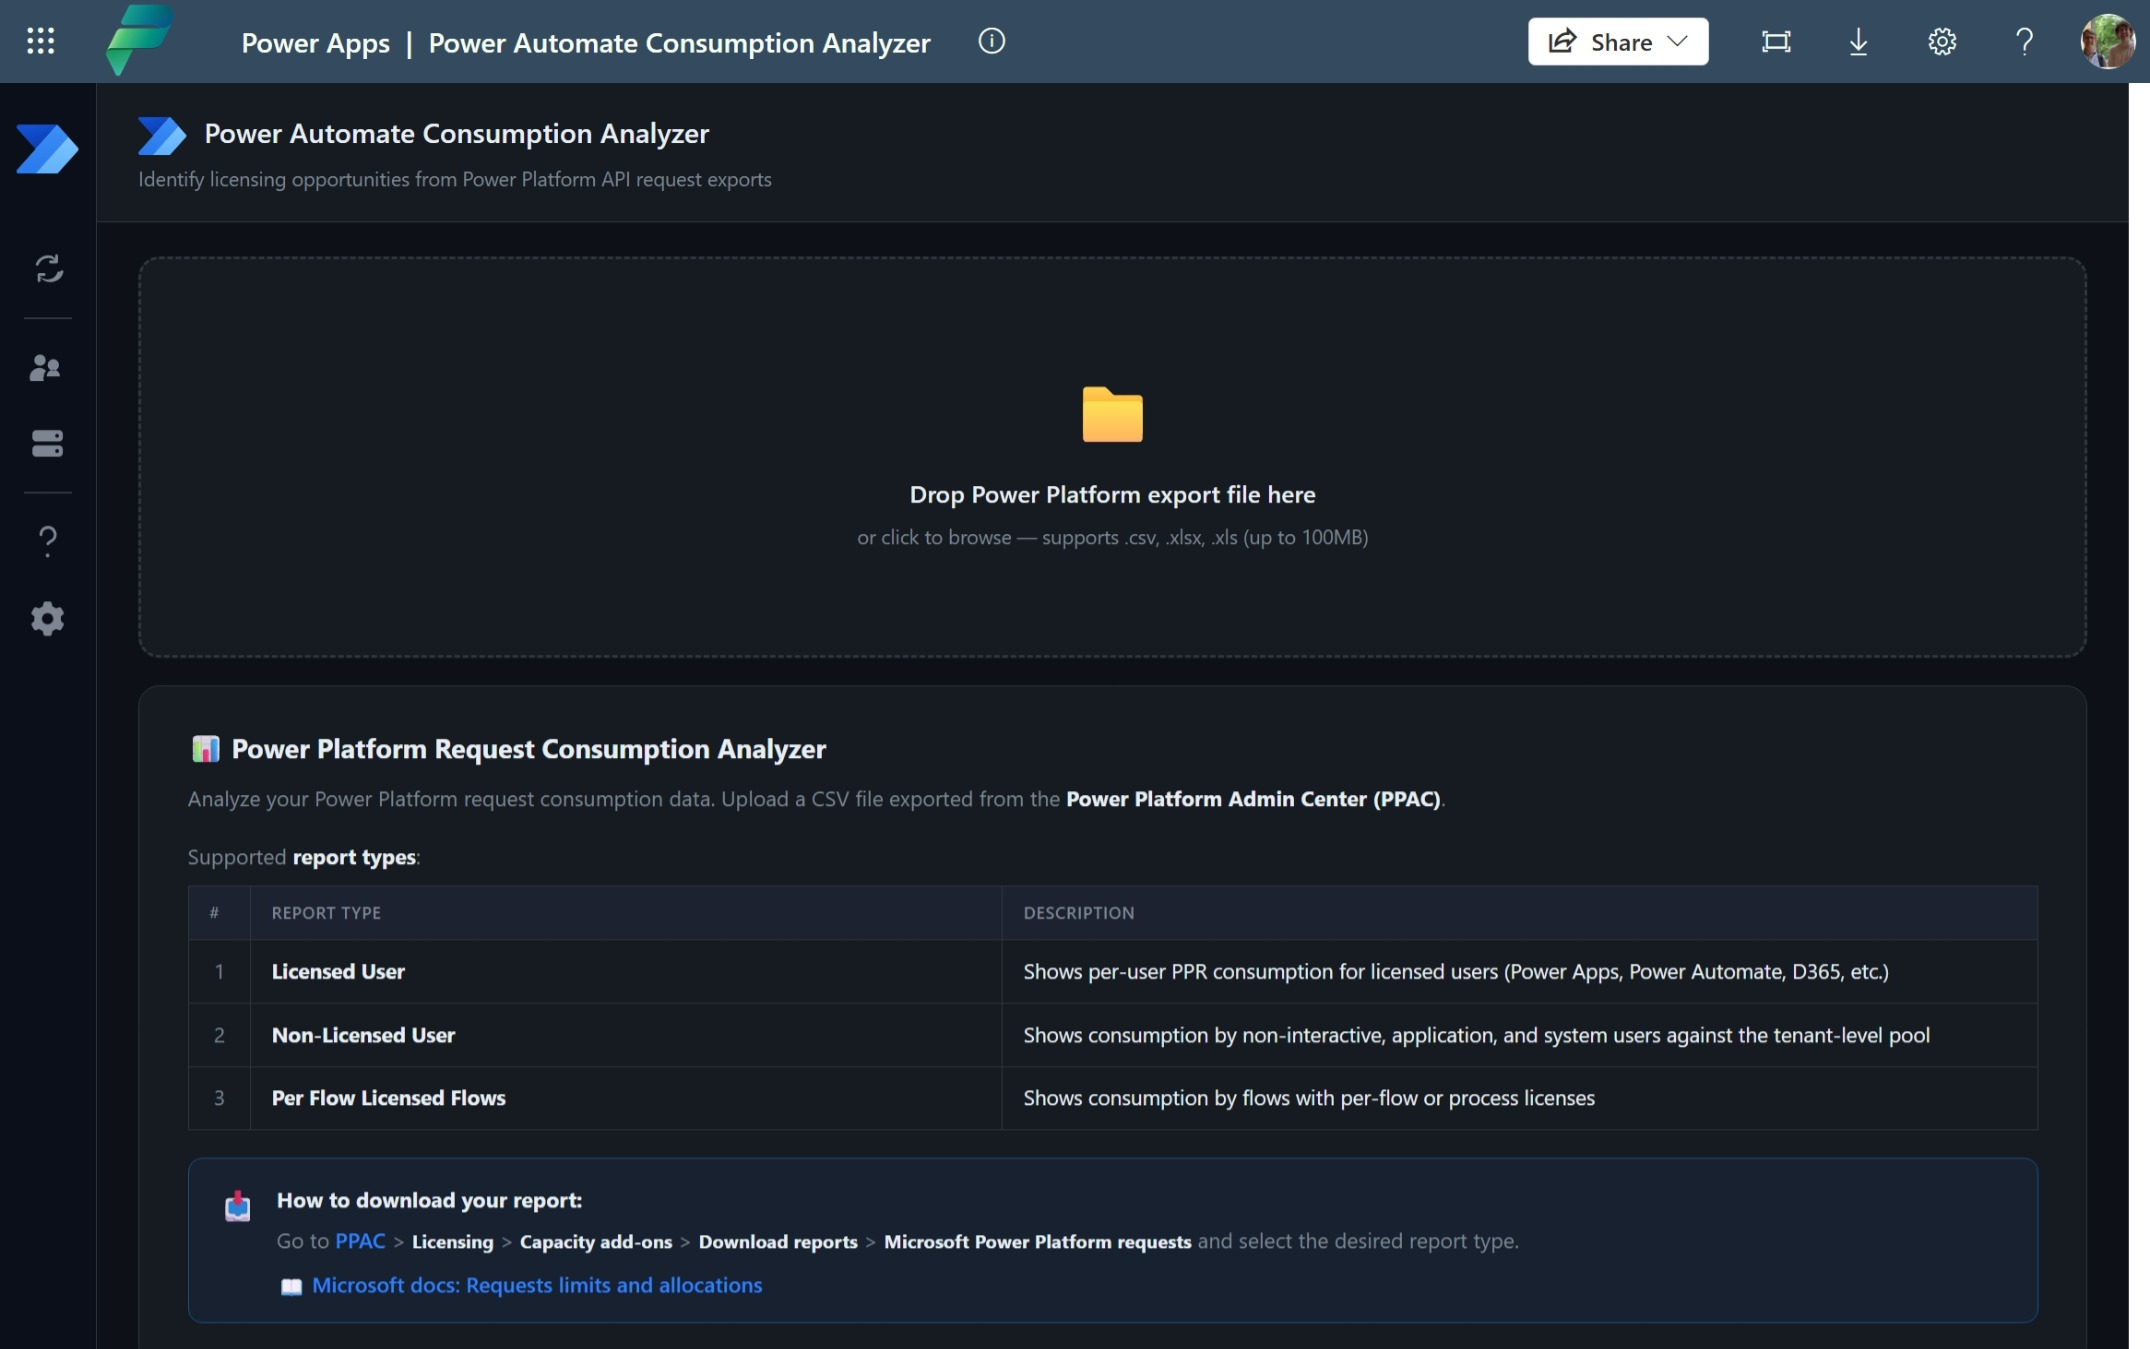 Power Apps | Power Automate Consumption Analyzer
Share
Power Automate Consumption Analyzer
Identify licensing opportunities from Power Platform API request exports
Drop Power Platform export file here
or click to browse — supports .csv, .xlsx, .xls (up to 100MB)
Power Platform Request Consumption Analyzer
Analyze your Power Platform request consumption data. Upload a CSV file exported from the Power Platform Admin Center (PPAC).
Supported report types:
# REPORT TYPE DESCRIPTION
1 Licensed User Shows per-user PPR consumption for licensed users (Power Apps, Power Automate, D365, etc.)
2 Non-Licensed User Shows consumption by non-interactive, application, and system users against the tenant-level pool
3 Per Flow Licensed Flows Shows consumption by flows with per-flow or process licenses
How to download your report:
Go to PPAC > Licensing > Capacity add-ons > Download reports > Microsoft Power Platform requests and select the desired report type.
Microsoft docs: Requests limits and allocations